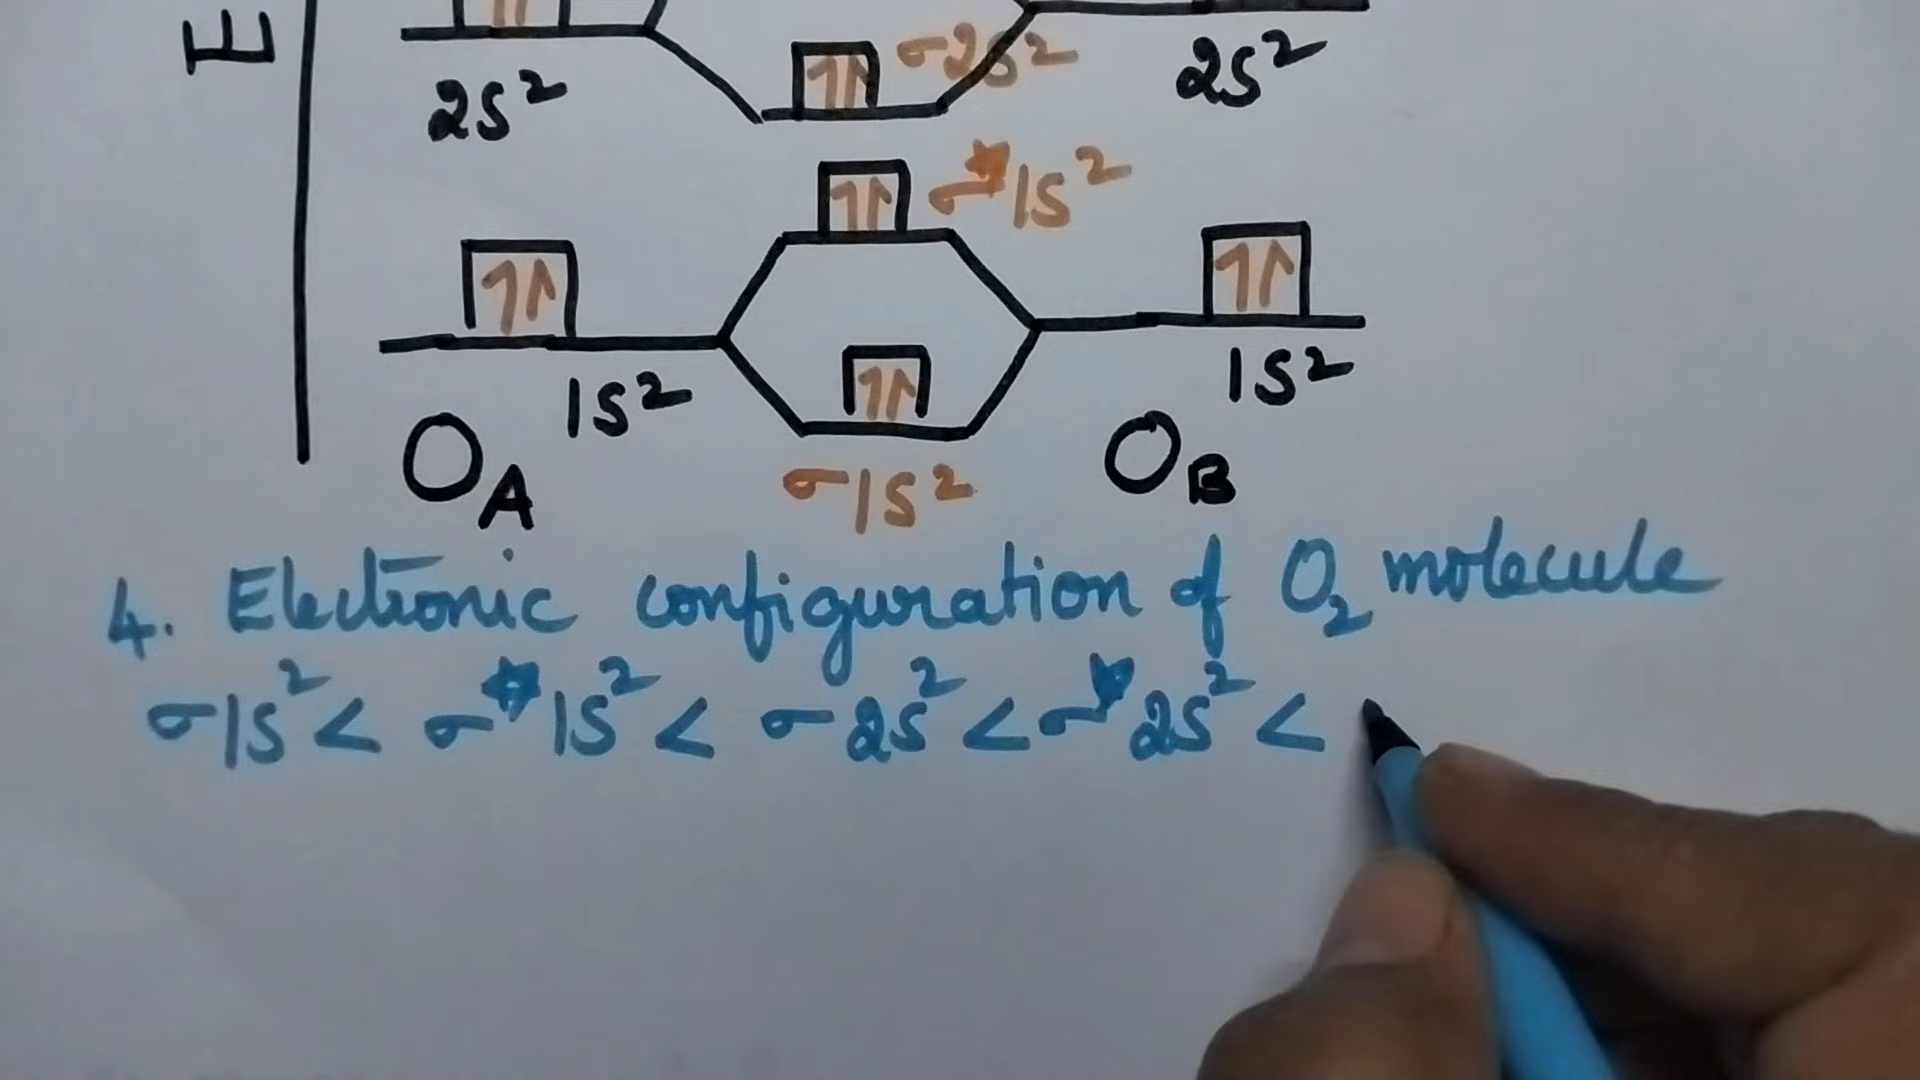 E
2s²
σ2s²
2s²
σ*1s²
1s²
1s²
O_A
O_B
σ1s²
4. Electronic configuration of O₂ molecule
σ1s² < σ*1s² < σ2s² < σ*2s² <